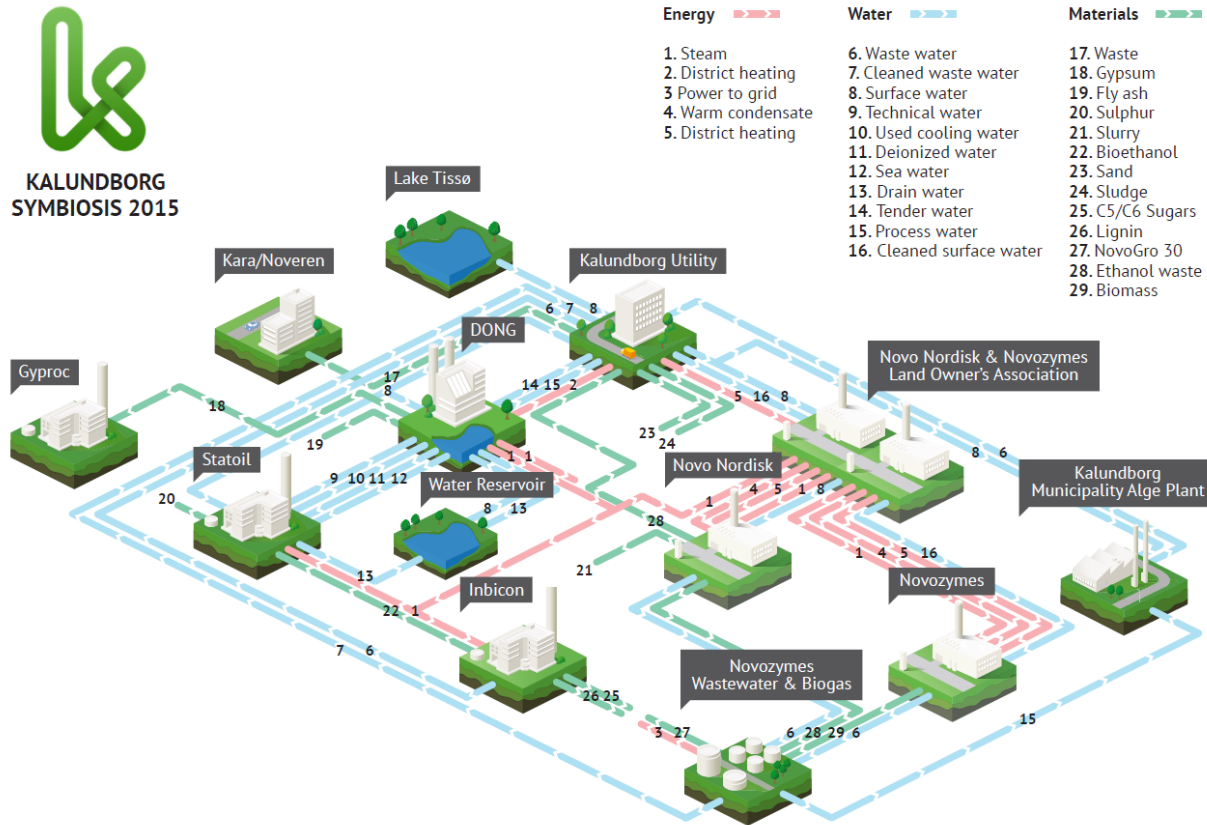 KALUNDBORG
SYMBIOSIS 2015
Energy
1. Steam
2. District heating
3 Power to grid
4. Warm condensate
5. District heating
Water
6. Waste water
7. Cleaned waste water
8. Surface water
9. Technical water
10. Used cooling water
11. Deionized water
12. Sea water
13. Drain water
14. Tender water
15. Process water
16. Cleaned surface water
Materials
17. Waste
18. Gypsum
19. Fly ash
20. Sulphur
21. Slurry
22. Bioethanol
23. Sand
24. Sludge
25. C5/C6 Sugars
26. Lignin
27. NovoGro 30
28. Ethanol waste
29. Biomass
Lake Tissø
Kara/Noveren
Kalundborg Utility
6 7 8
DONG
Gyproc
Novo Nordisk & Novozymes
Land Owner's Association
17
8
14 15 2
5 16 8
18
19
23
24
8 6
Statoil
9 10 11 12
1 1
Water Reservoir
Novo Nordisk
Kalundborg
Municipality Alge Plant
20
8 13
1 4 5 1 8
28
21
1 4 5 16
13
Inbicon
Novozymes
22 1
7 6
Novozymes
Wastewater & Biogas
26 25
15
3 27
6 28 29 6